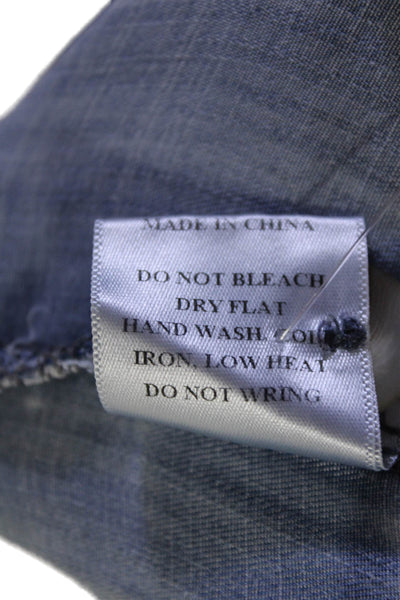 MADE IN CHINA
DO NOT BLEACH
DRY FLAT
HAND WASH,
IRON, LOW HEAT
DO NOT WRING